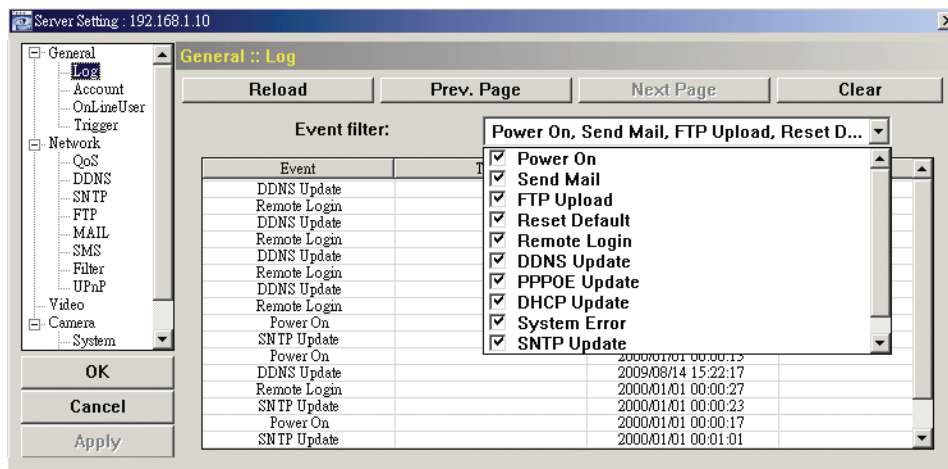 Server Setting : 192.168.1.10
General
Log
Account
OnLineUser
Trigger
Network
QoS
DDNS
SNTP
FTP
MAIL
SMS
Filter
UPnP
Video
Camera
System
OK
Cancel
Apply
General :: Log
Reload Prev. Page Next Page Clear
Event filter: Power On, Send Mail, FTP Upload, Reset D...
Power On
Send Mail
FTP Upload
Reset Default
Remote Login
DDNS Update
PPPOE Update
DHCP Update
System Error
SNTP Update
Event
DDNS Update
Remote Login
DDNS Update
Remote Login
DDNS Update
Remote Login
DDNS Update
Remote Login
Power On
SNTP Update
Power On 2000/01/01 00:00:13
DDNS Update 2009/08/14 15:22:17
Remote Login 2000/01/01 00:00:27
SNTP Update 2000/01/01 00:00:23
Power On 2000/01/01 00:00:17
SNTP Update 2000/01/01 00:01:01